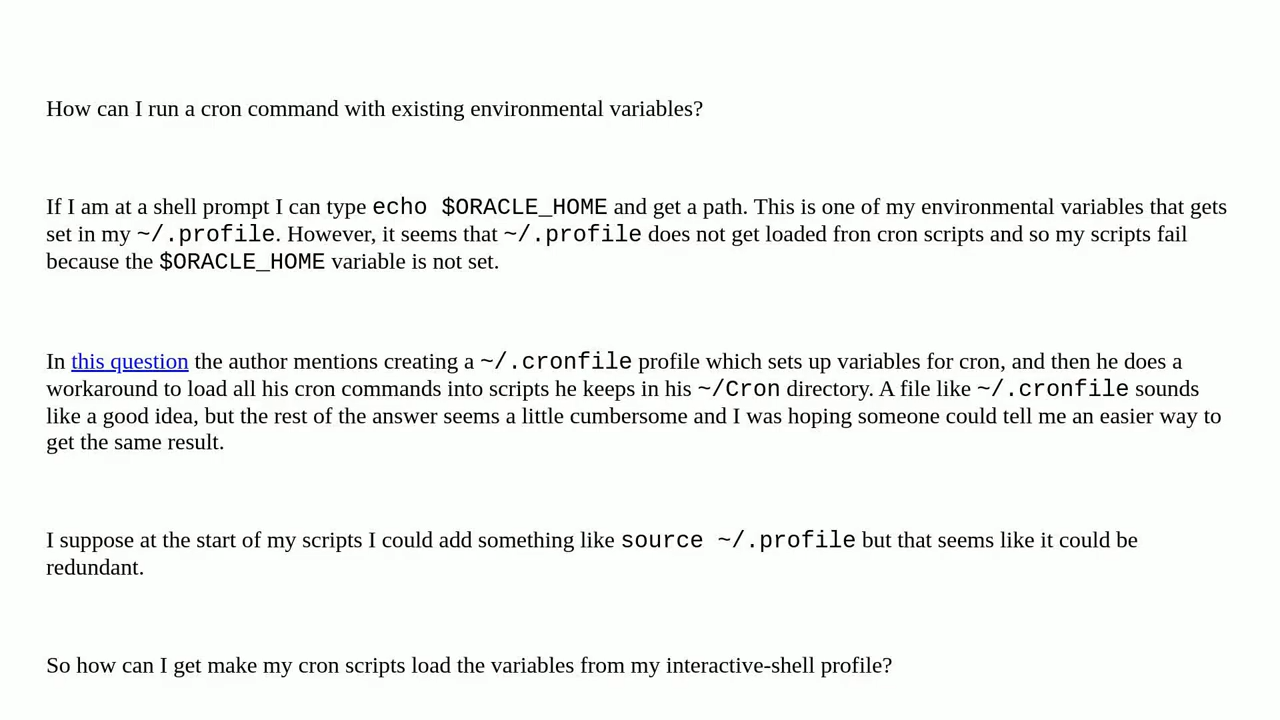 How can I run a cron command with existing environmental variables?
If I am at a shell prompt I can type echo $ORACLE_HOME and get a path. This is one of my environmental variables that gets
set in my ~/.profile. However, it seems that ~/.profile does not get loaded fron cron scripts and so my scripts fail
because the $ORACLE_HOME variable is not set.
In this question the author mentions creating a ~/.cronfile profile which sets up variables for cron, and then he does a
workaround to load all his cron commands into scripts he keeps in his ~/Cron directory. A file like ~/.cronfile sounds
like a good idea, but the rest of the answer seems a little cumbersome and I was hoping someone could tell me an easier way to
get the same result.
I suppose at the start of my scripts I could add something like source ~/.profile but that seems like it could be
redundant.
So how can I get make my cron scripts load the variables from my interactive-shell profile?